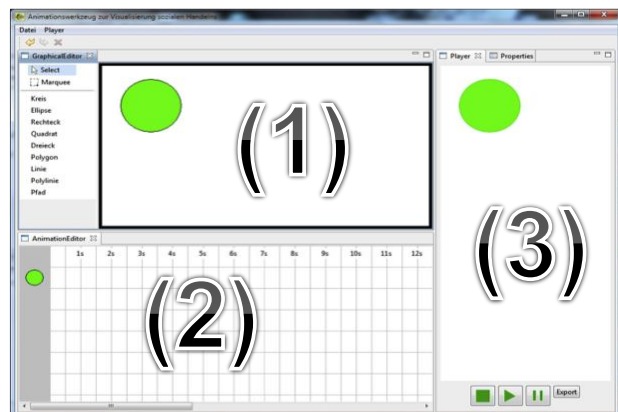 Animationswerkzeug zur Visualisierung sozialen Handelns
Datei Player
GraphicalEditor
Select
Marquee
Kreis
Ellipse
Rechteck
Quadrat
Dreieck
Polygon
Linie
Polylinie
Pfad
(1)
AnimationEditor
1s 2s 3s 4s 5s 6s 7s 8s 9s 10s 11s 12s
(2)
Player Properties
(3)
Export